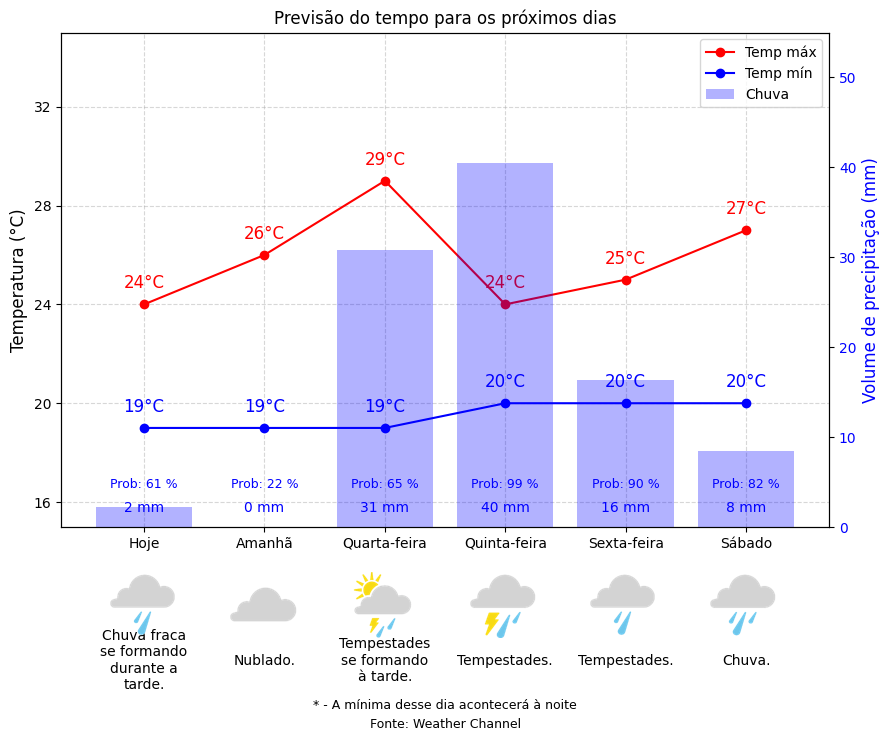 Previsão do tempo para os próximos dias
Temp máx
Temp mín
Chuva
Temperatura (°C)
32
28
24
20
16
Volume de precipitação (mm)
50
40
30
20
10
0
24°C
26°C
29°C
24°C
25°C
27°C
19°C
19°C
19°C
20°C
20°C
20°C
Prob: 61 %
Prob: 22 %
Prob: 65 %
Prob: 99 %
Prob: 90 %
Prob: 82 %
2 mm
0 mm
31 mm
40 mm
16 mm
8 mm
Hoje
Amanhã
Quarta-feira
Quinta-feira
Sexta-feira
Sábado
Chuva fraca
se formando
durante a
tarde.
Nublado.
Tempestades
se formando
à tarde.
Tempestades.
Tempestades.
Chuva.
* - A mínima desse dia acontecerá à noite
Fonte: Weather Channel